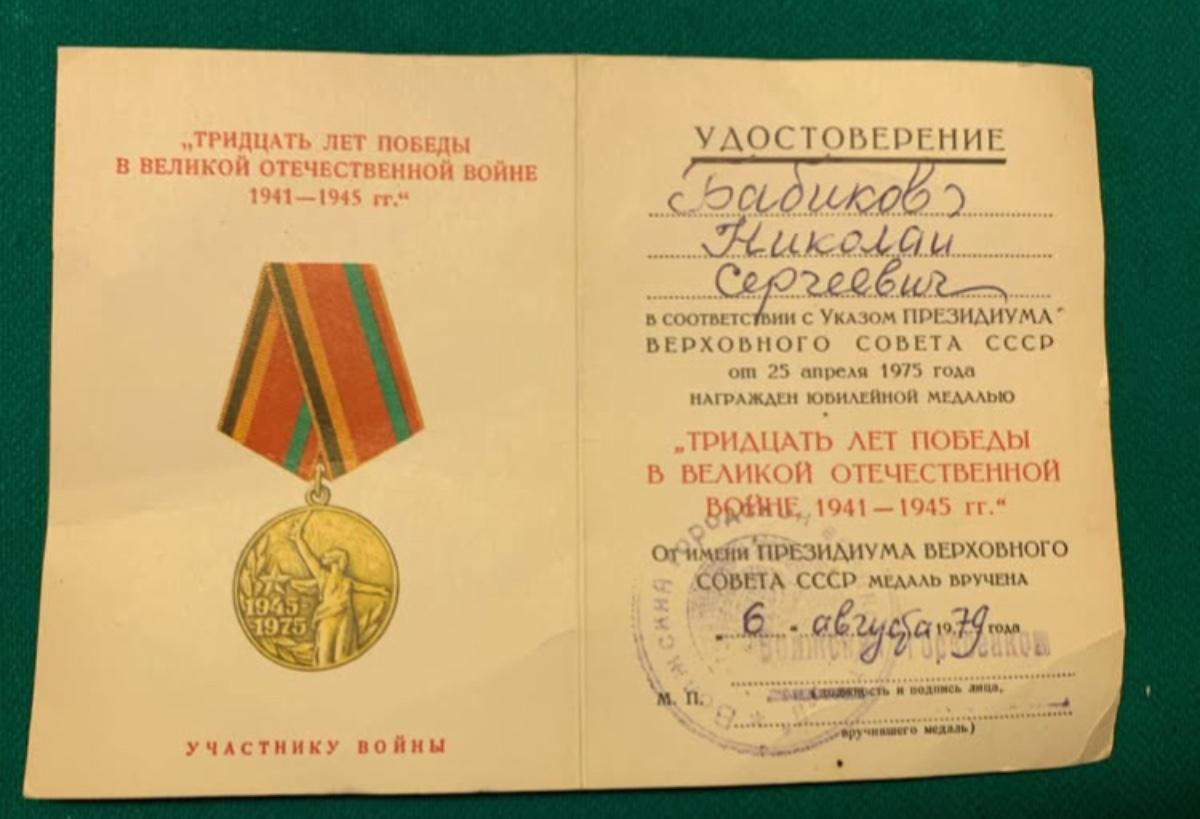 „ТРИДЦАТЬ ЛЕТ ПОБЕДЫ
В ВЕЛИКОЙ ОТЕЧЕСТВЕННОЙ ВОЙНЕ
1941—1945 гг.“
1945-
1975
УЧАСТНИКУ ВОЙНЫ
УДОСТОВЕРЕНИЕ
Бабиков
Николай
Сергеевич
в соответствии с Указом ПРЕЗИДИУМА
ВЕРХОВНОГО СОВЕТА СССР
от 25 апреля 1975 года
НАГРАЖДЕН ЮБИЛЕЙНОЙ МЕДАЛЬЮ
„ТРИДЦАТЬ ЛЕТ ПОБЕДЫ
В ВЕЛИКОЙ ОТЕЧЕСТВЕННОЙ
ВОЙНЕ 1941—1945 гг.“
От имени ПРЕЗИДИУМА ВЕРХОВНОГО
СОВЕТА СССР МЕДАЛЬ ВРУЧЕНА
„ 6 “ августа 1979 года
М. П.
(должность и подпись лица,
вручившего медаль)